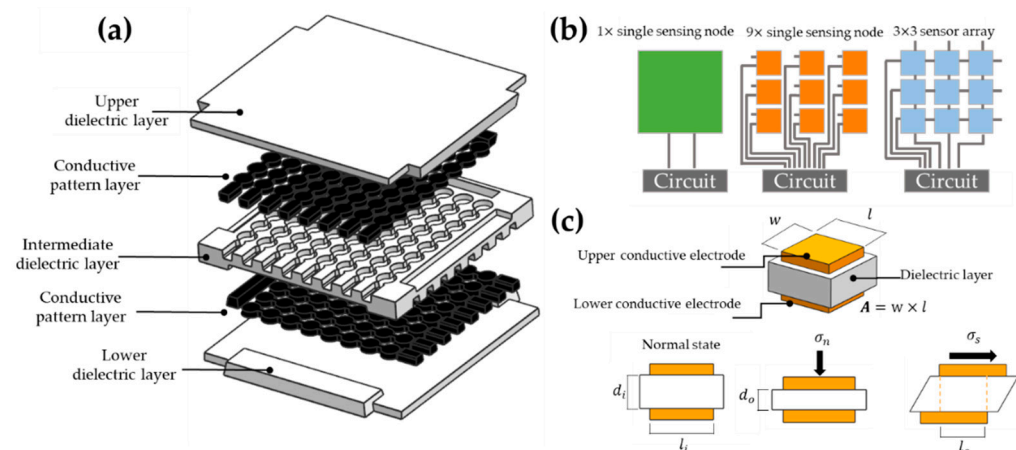 (a)
Upper
dielectric layer
Conductive
pattern layer
Intermediate
dielectric layer
Conductive
pattern layer
Lower
dielectric layer
(b)
1× single sensing node
9× single sensing node
3×3 sensor array
Circuit
Circuit
Circuit
(c)
w
l
Upper conductive electrode
Dielectric layer
Lower conductive electrode
A = w × l
Normal state
σn
σs
di
do
li